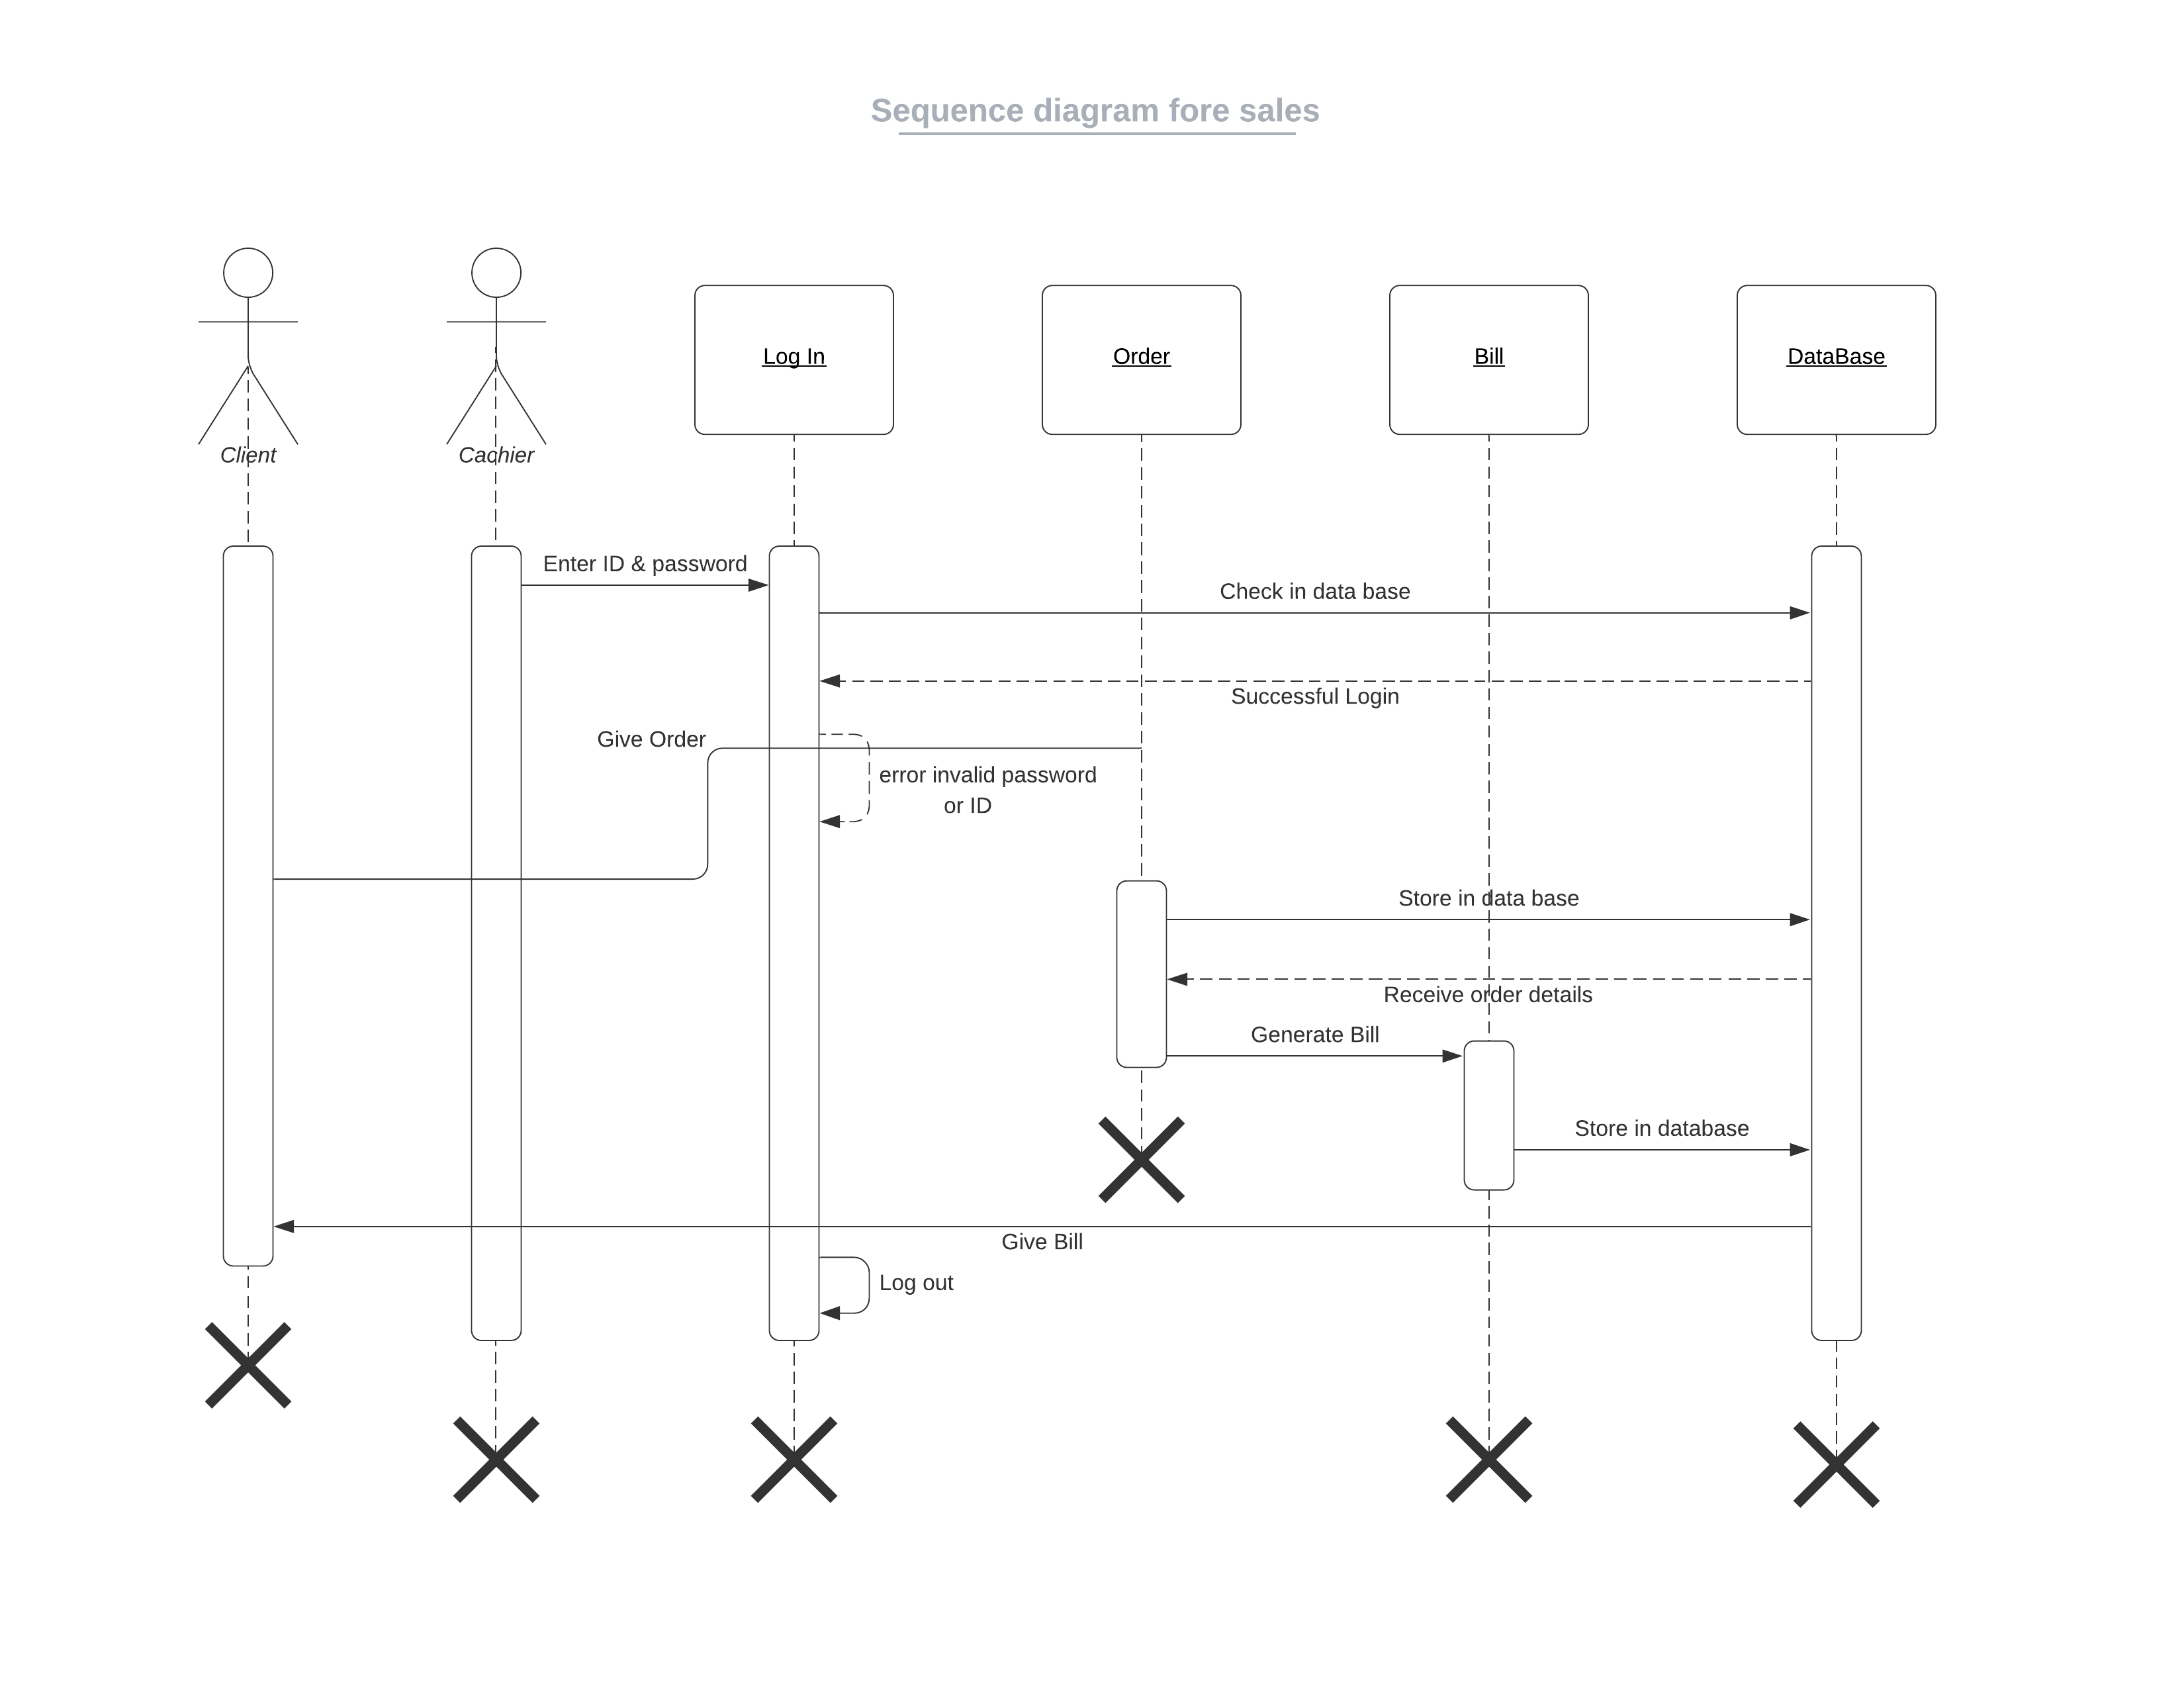 Sequence diagram fore sales
Client
Cachier
Log In
Order
Bill
DataBase
Enter ID & password
Check in data base
Successful Login
Give Order
error invalid password
or ID
Store in data base
Receive order details
Generate Bill
Store in database
Give Bill
Log out